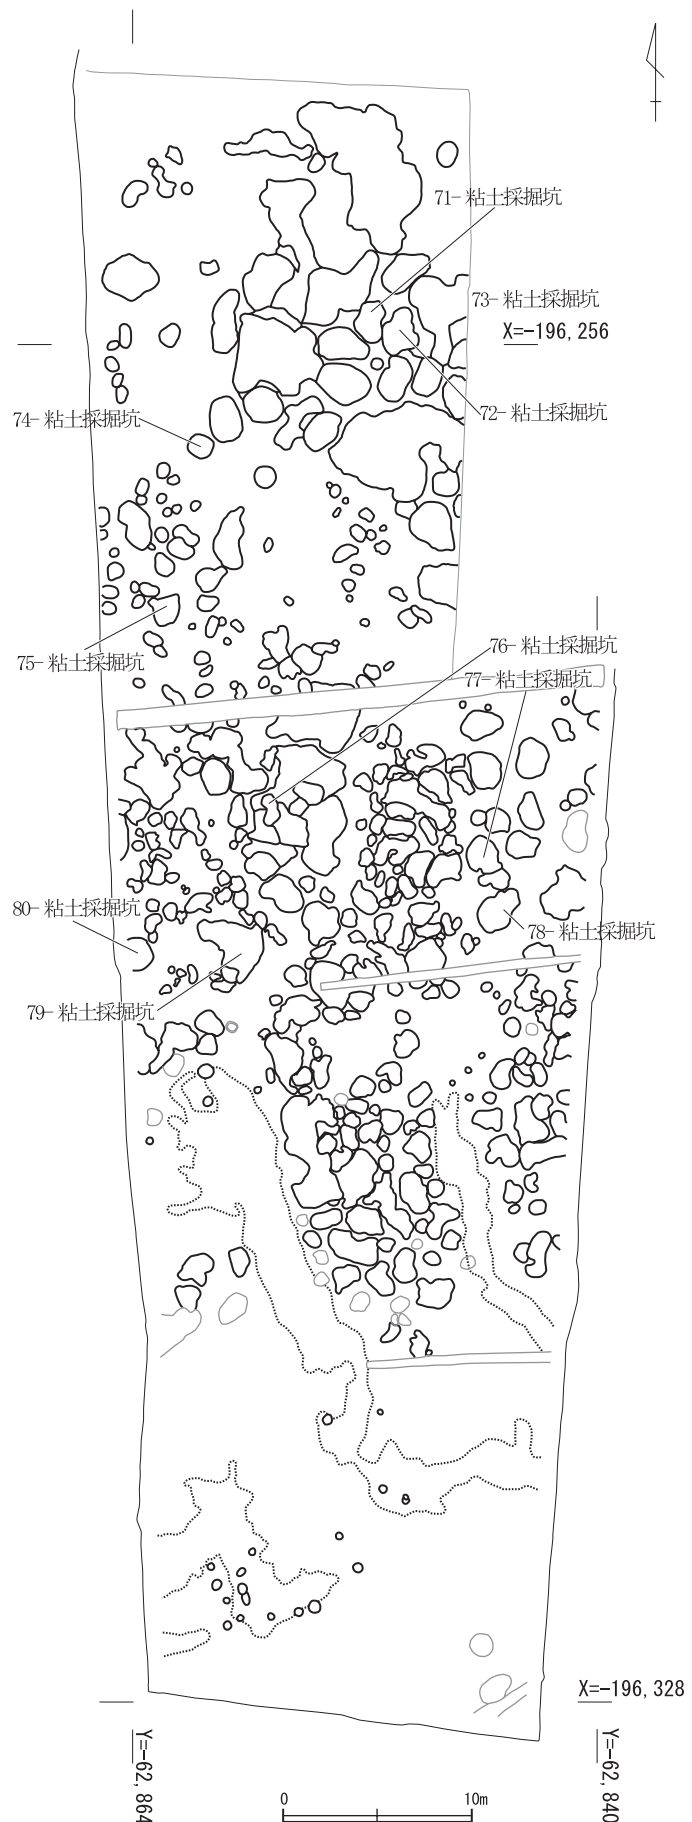 71- 粘土採掘坑
73- 粘土採掘坑
X=-196, 256
72- 粘土採掘坑
74- 粘土採掘坑
76- 粘土採掘坑
75- 粘土採掘坑
77- 粘土採掘坑
80- 粘土採掘坑
78- 粘土採掘坑
79- 粘土採掘坑
X=-196, 328
Y=-62, 864
Y=-62, 840
0 10m